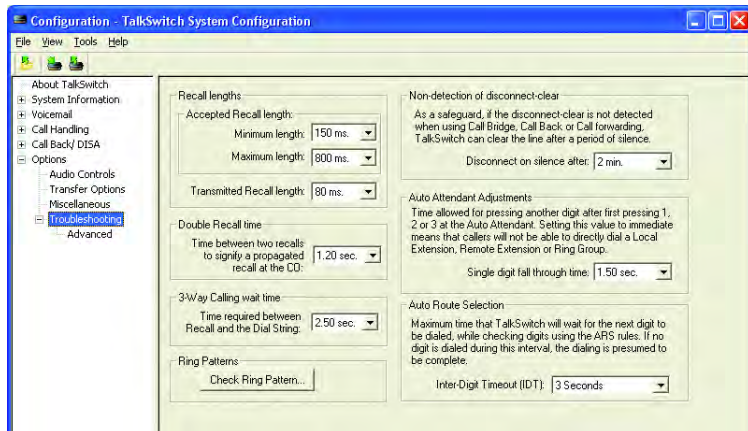 Configuration - TalkSwitch System Configuration
File View Tools Help
About TalkSwitch
System Information
Voicemail
Call Handling
Call Back/ DISA
Options
Audio Controls
Transfer Options
Miscellaneous
Troubleshooting
Advanced
Recall lengths
Accepted Recall length:
Minimum length: 150 ms.
Maximum length: 800 ms.
Transmitted Recall length: 80 ms.
Double Recall time
Time between two recalls
to signify a propagated
recall at the CO:
1.20 sec.
3-Way Calling wait time
Time required between
Recall and the Dial String:
2.50 sec.
Ring Patterns
Check Ring Pattern...
Non-detection of disconnect-clear
As a safeguard, if the disconnect-clear is not detected
when using Call Bridge, Call Back or Call forwarding,
TalkSwitch can clear the line after a period of silence.
Disconnect on silence after: 2 min.
Auto Attendant Adjustments
Time allowed for pressing another digit after first pressing 1,
2 or 3 at the Auto Attendant. Setting this value to immediate
means that callers will not be able to directly dial a Local
Extension, Remote Extension or Ring Group.
Single digit fall through time: 1.50 sec.
Auto Route Selection
Maximum time that TalkSwitch will wait for the next digit to
be dialed, while checking digits using the ARS rules. If no
digit is dialed during this interval, the dialing is presumed to
be complete.
Inter-Digit Timeout (IDT): 3 Seconds